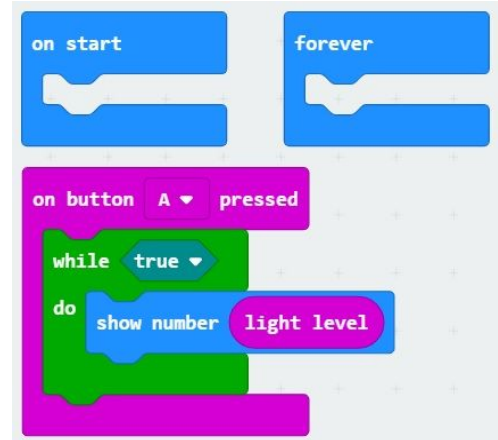 on start
forever
on button A pressed
while true
do
show number light level